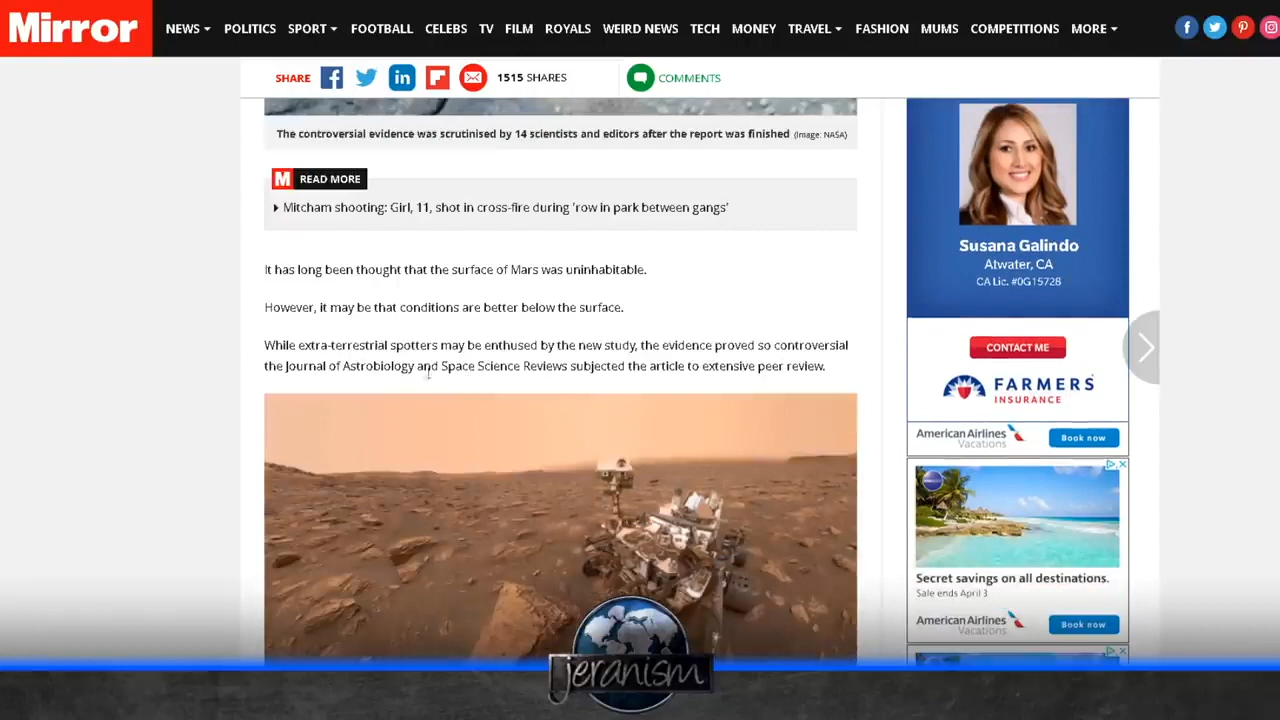 Mirror
NEWS POLITICS SPORT FOOTBALL CELEBS TV FILM ROYALS WEIRD NEWS TECH MONEY TRAVEL FASHION MUMS COMPETITIONS MORE
SHARE 1515 SHARES COMMENTS
The controversial evidence was scrutinised by 14 scientists and editors after the report was finished (Image: NASA)
M READ MORE
Mitcham shooting: Girl, 11, shot in cross-fire during 'row in park between gangs'
It has long been thought that the surface of Mars was uninhabitable.
However, it may be that conditions are better below the surface.
While extra-terrestrial spotters may be enthused by the new study, the evidence proved so controversial
the Journal of Astrobiology and Space Science Reviews subjected the article to extensive peer review.
Susana Galindo
Atwater, CA
CA Lic. #0G15728
CONTACT ME
FARMERS
INSURANCE
American Airlines
Vacations
Book now
Secret savings on all destinations.
Sale ends April 3
American Airlines
Vacations
Book now
jeranism